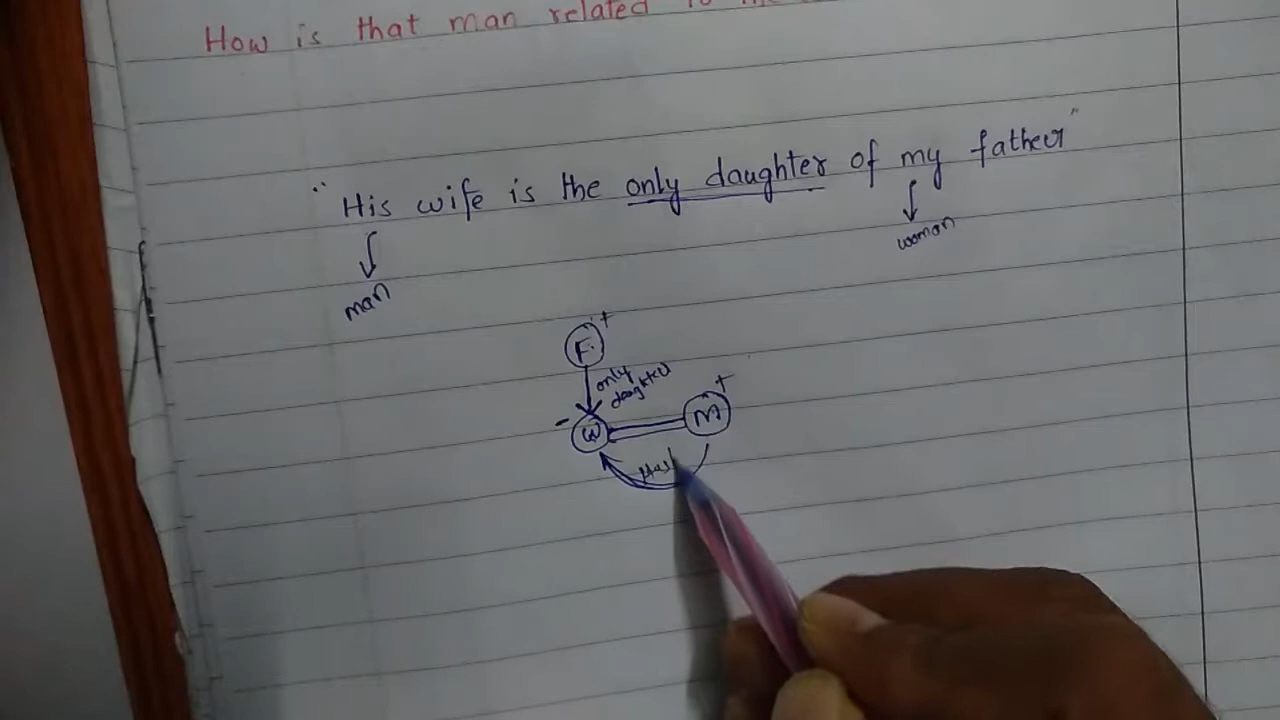 How is that man related
"His wife is the only daughter of my father"
man
woman
F +
only
daughter
- W M +